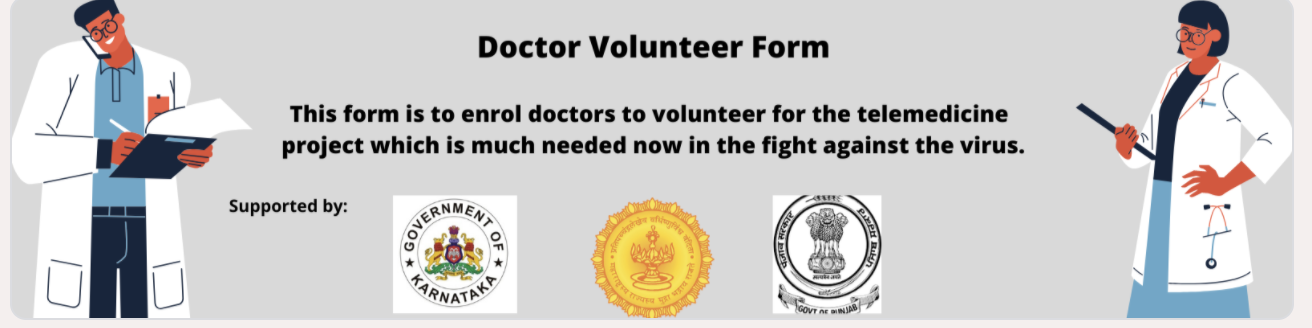 Doctor Volunteer Form
This form is to enrol doctors to volunteer for the telemedicine
project which is much needed now in the fight against the virus.
Supported by:
GOVERNMENT OF
KARNATAKA
ਪੰਜਾਬ ਸਰਕਾਰ
GOVT OF PUNJAB